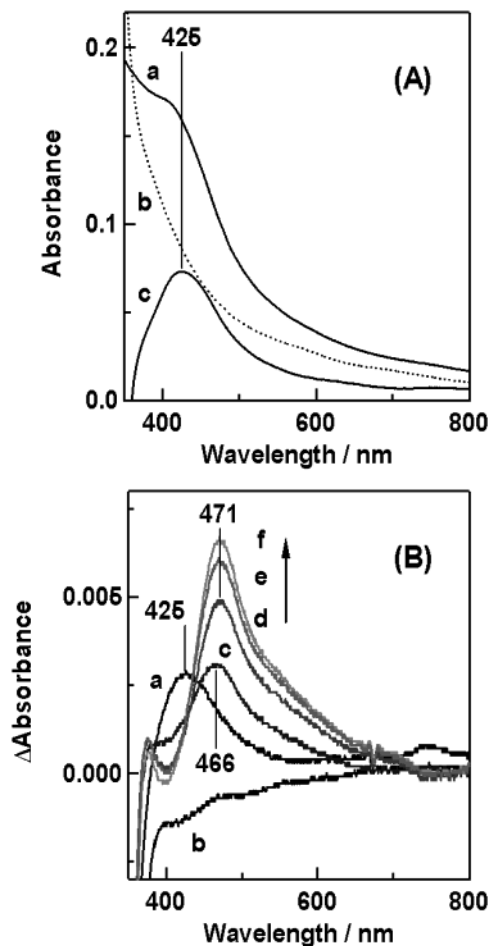 0.2
425
a
(A)
b
0.1
c
0.0
400
600
800
Absorbance
Wavelength / nm
471
f
(B)
e
0.005
425
d
c
a
466
0.000
b
400
600
800
ΔAbsorbance
Wavelength / nm